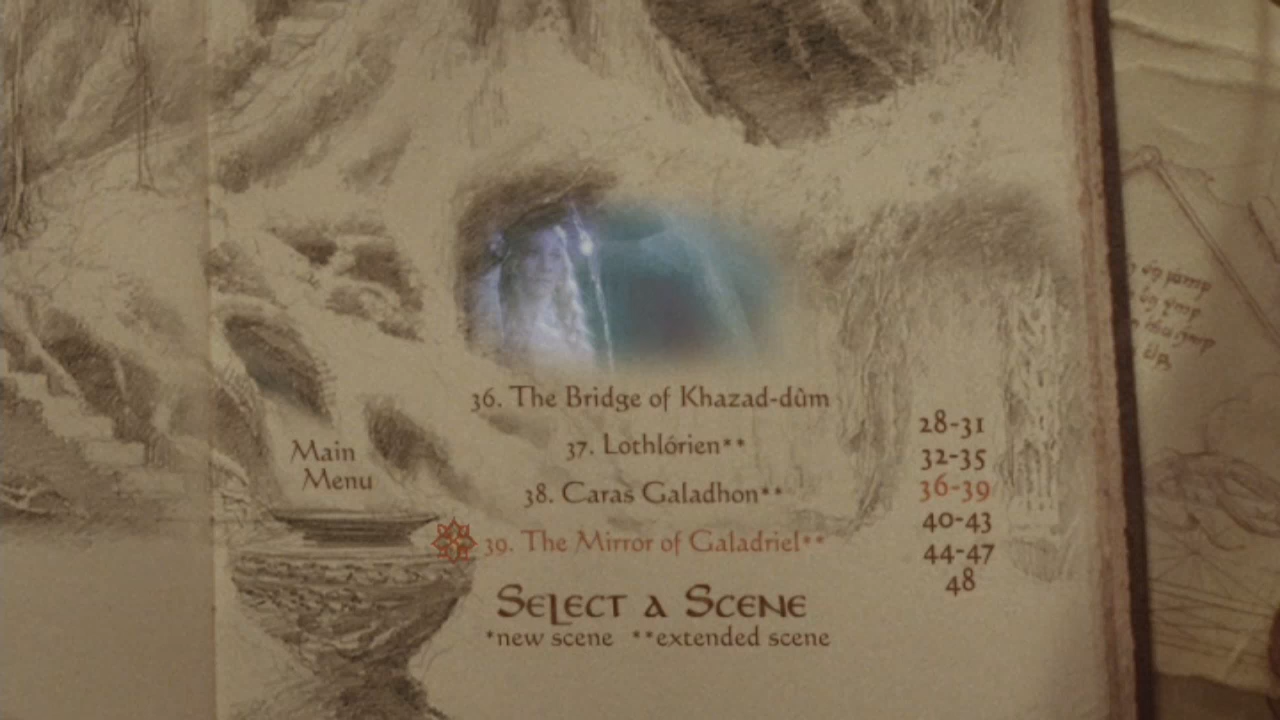 36. The Bridge of Khazad-dûm
37. Lothlórien**
38. Caras Galadhon**
39. The Mirror of Galadriel**
Main
Menu
28-31
32-35
36-39
40-43
44-47
48
Select a Scene
*new scene **extended scene